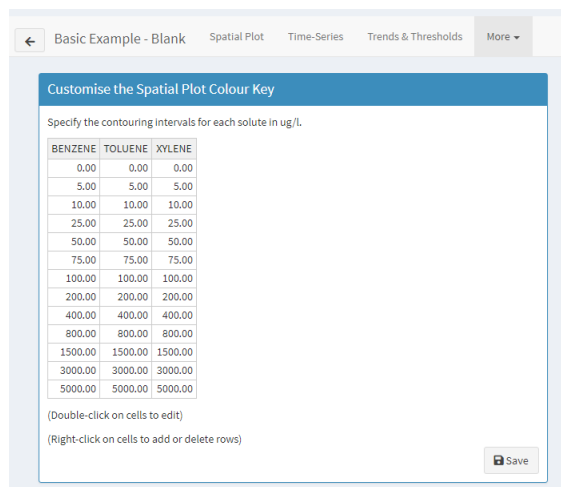 Basic Example - Blank Spatial Plot Time-Series Trends & Thresholds More
Customise the Spatial Plot Colour Key
Specify the contouring intervals for each solute in ug/l.
BENZENE TOLUENE XYLENE
0.00 0.00 0.00
5.00 5.00 5.00
10.00 10.00 10.00
25.00 25.00 25.00
50.00 50.00 50.00
75.00 75.00 75.00
100.00 100.00 100.00
200.00 200.00 200.00
400.00 400.00 400.00
800.00 800.00 800.00
1500.00 1500.00 1500.00
3000.00 3000.00 3000.00
5000.00 5000.00 5000.00
(Double-click on cells to edit)
(Right-click on cells to add or delete rows)
Save